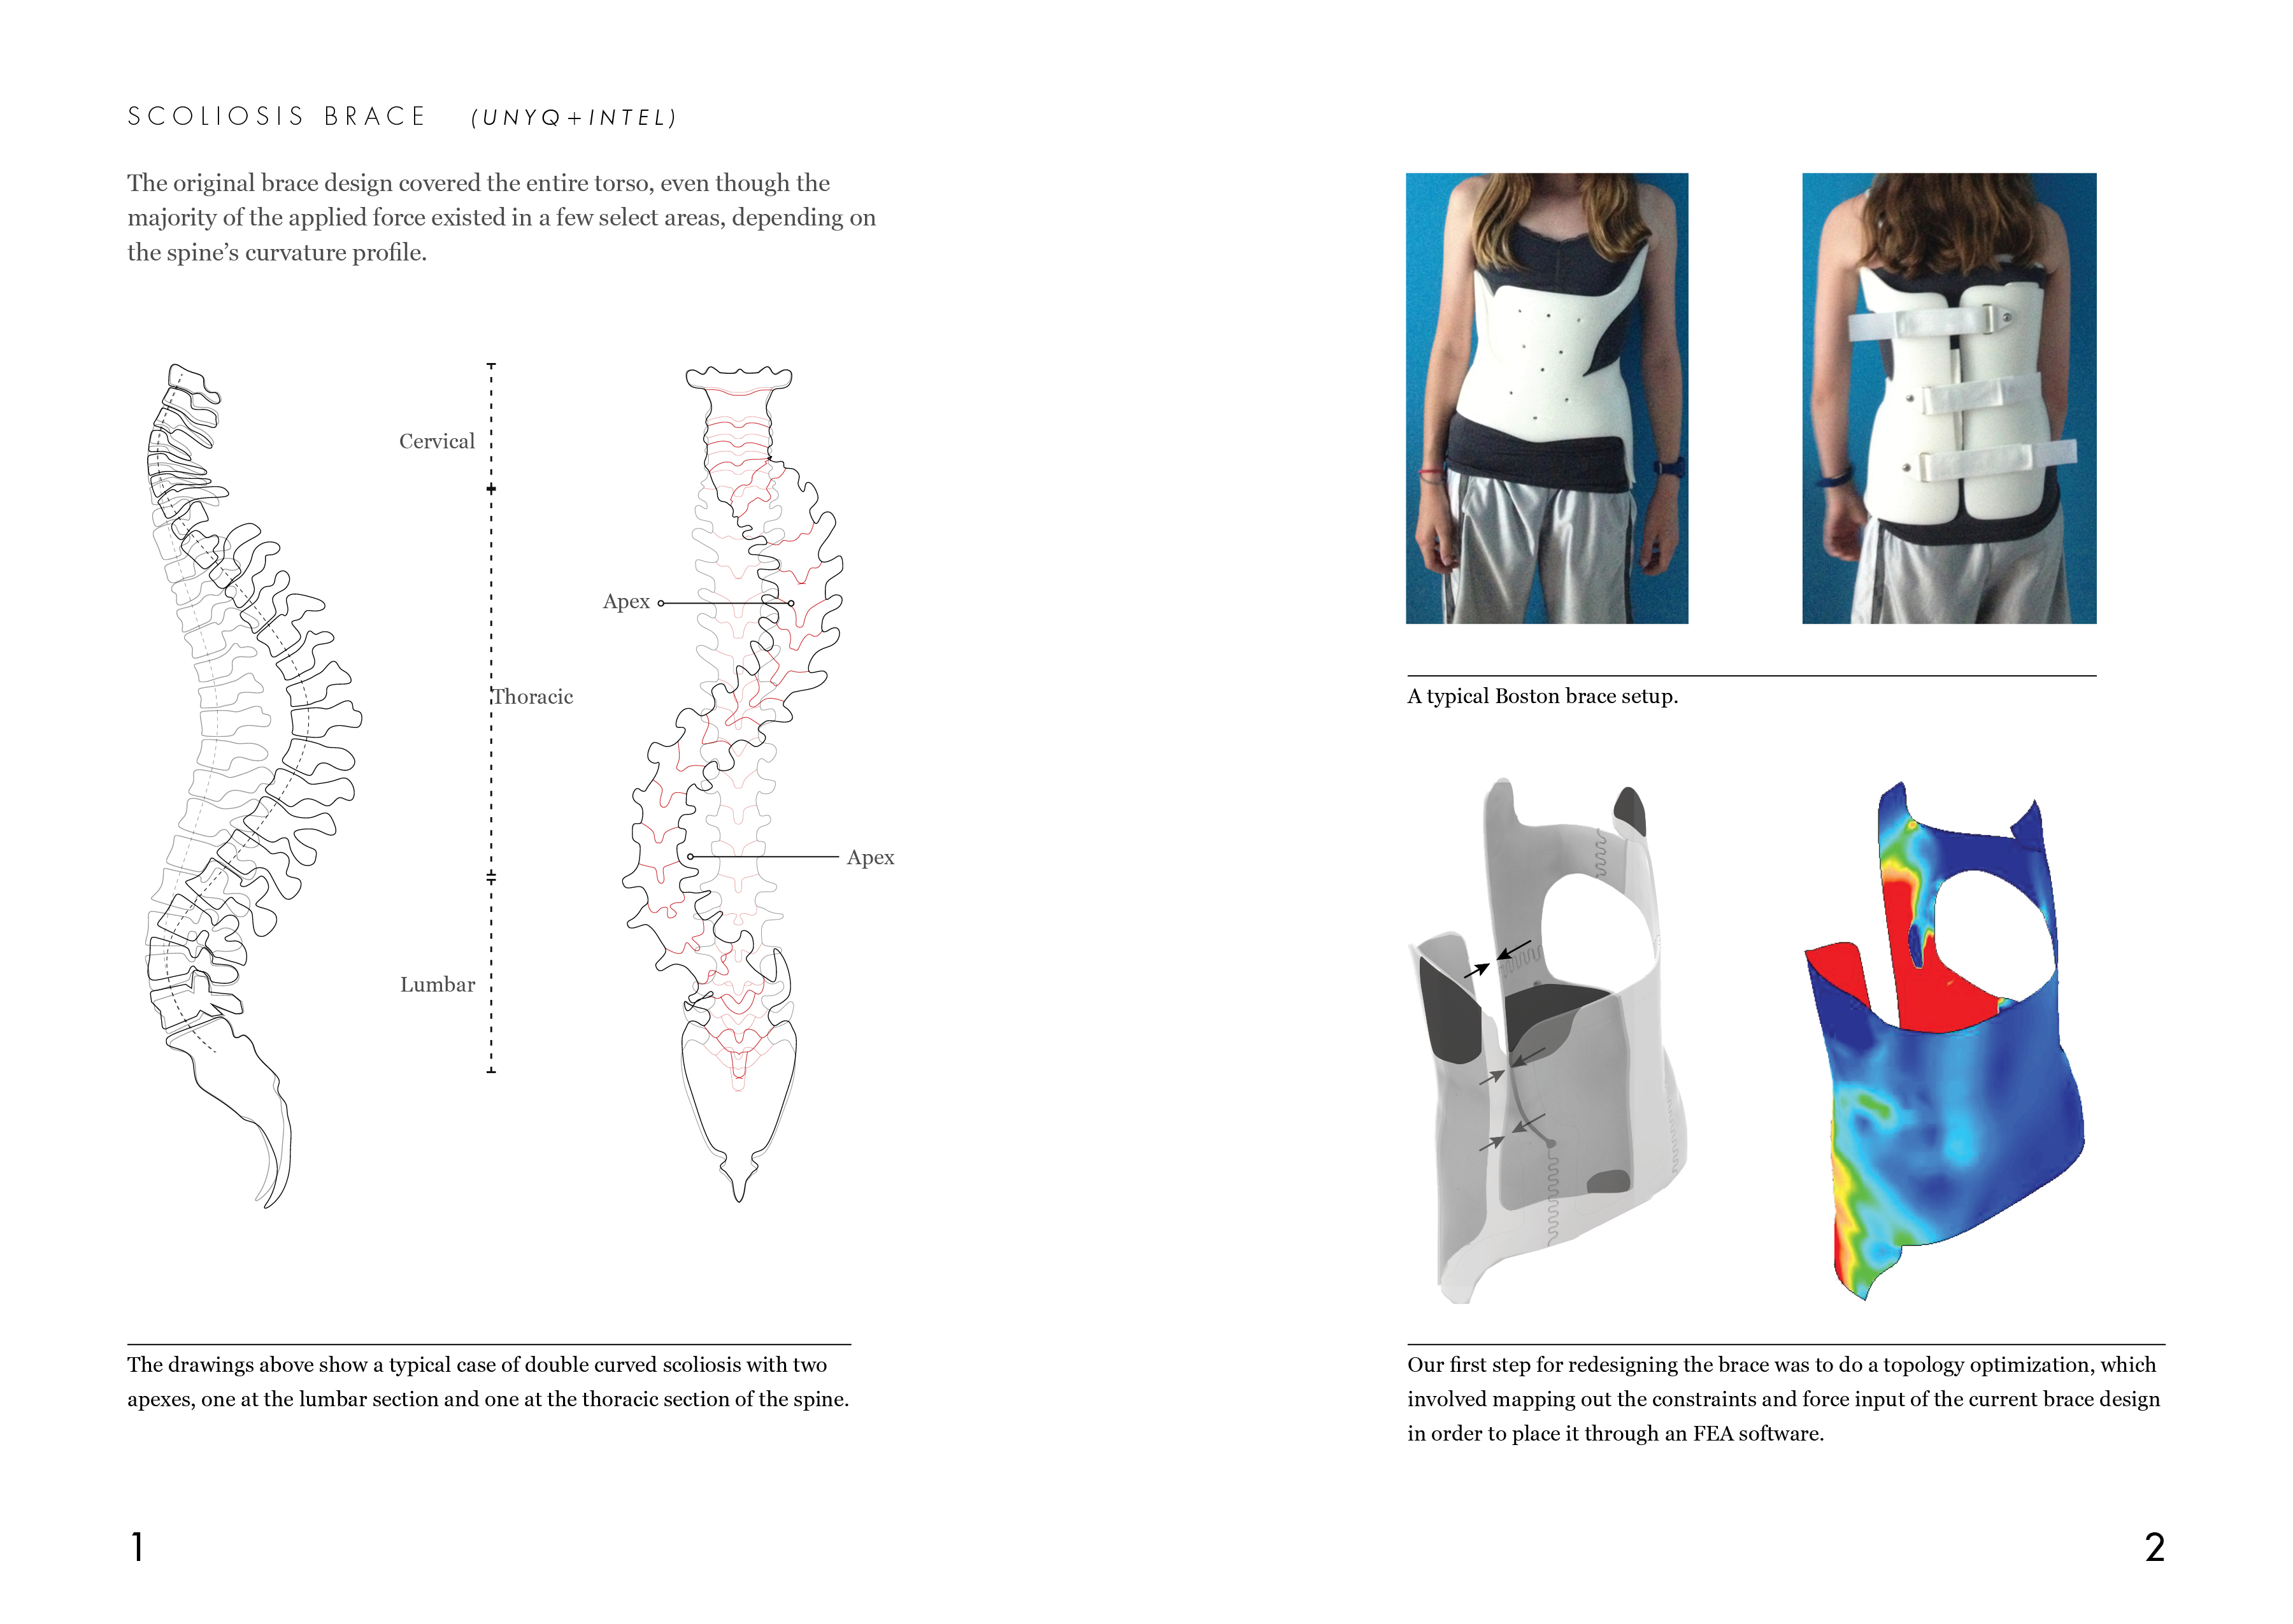 SCOLIOSIS BRACE (UNYQ+INTEL)
The original brace design covered the entire torso, even though the
majority of the applied force existed in a few select areas, depending on
the spine’s curvature profile.
Cervical
Apex
Thoracic
Apex
Lumbar
The drawings above show a typical case of double curved scoliosis with two
apexes, one at the lumbar section and one at the thoracic section of the spine.
1
A typical Boston brace setup.
Our first step for redesigning the brace was to do a topology optimization, which
involved mapping out the constraints and force input of the current brace design
in order to place it through an FEA software.
2